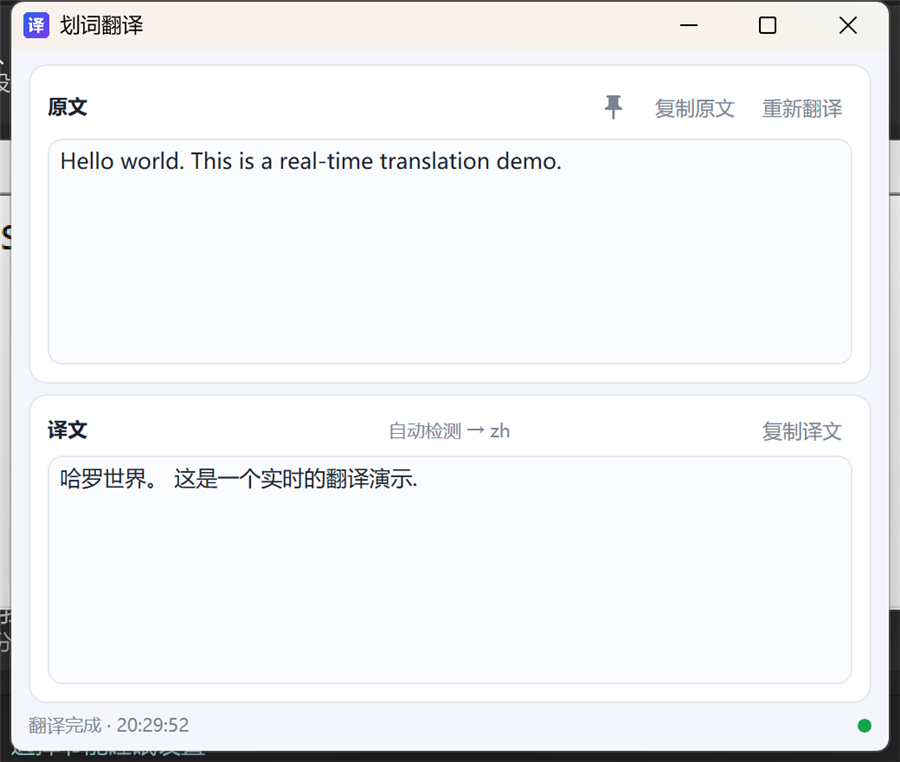 译 划词翻译
原文 复制原文 重新翻译
Hello world. This is a real-time translation demo.
译文 自动检测 → zh 复制译文
哈罗世界。 这是一个实时的翻译演示.
翻译完成 · 20:29:52